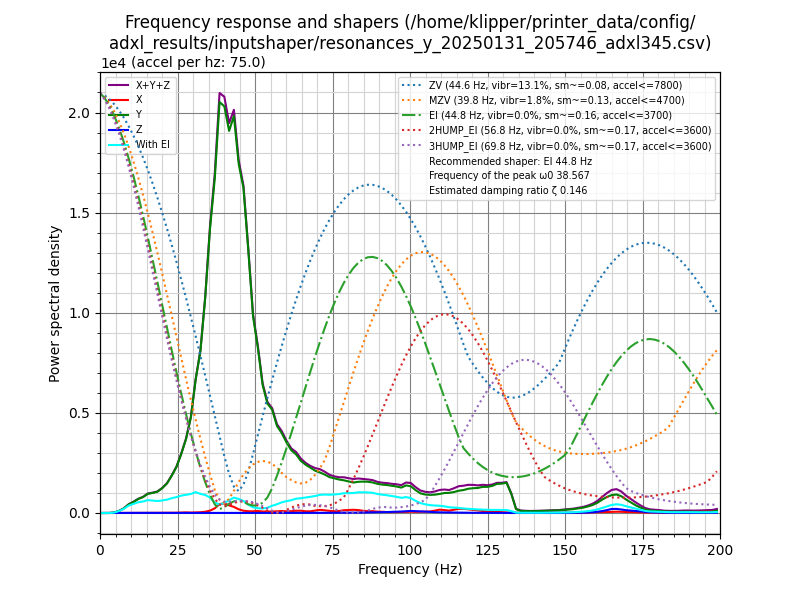 Frequency response and shapers (/home/klipper/printer_data/config/
adxl_results/inputshaper/resonances_y_20250131_205746_adxl345.csv)
1e4 (accel per hz: 75.0)
X+Y+Z
X
Y
Z
With EI
ZV (44.6 Hz, vibr=13.1%, sm~=0.08, accel<=7800)
MZV (39.8 Hz, vibr=1.8%, sm~=0.13, accel<=4700)
EI (44.8 Hz, vibr=0.0%, sm~=0.16, accel<=3700)
2HUMP_EI (56.8 Hz, vibr=0.0%, sm~=0.17, accel<=3600)
3HUMP_EI (69.8 Hz, vibr=0.0%, sm~=0.17, accel<=3600)
Recommended shaper: EI 44.8 Hz
Frequency of the peak ω0 38.567
Estimated damping ratio ζ 0.146
Power spectral density
2.0
1.5
1.0
0.5
0.0
0 25 50 75 100 125 150 175 200
Frequency (Hz)